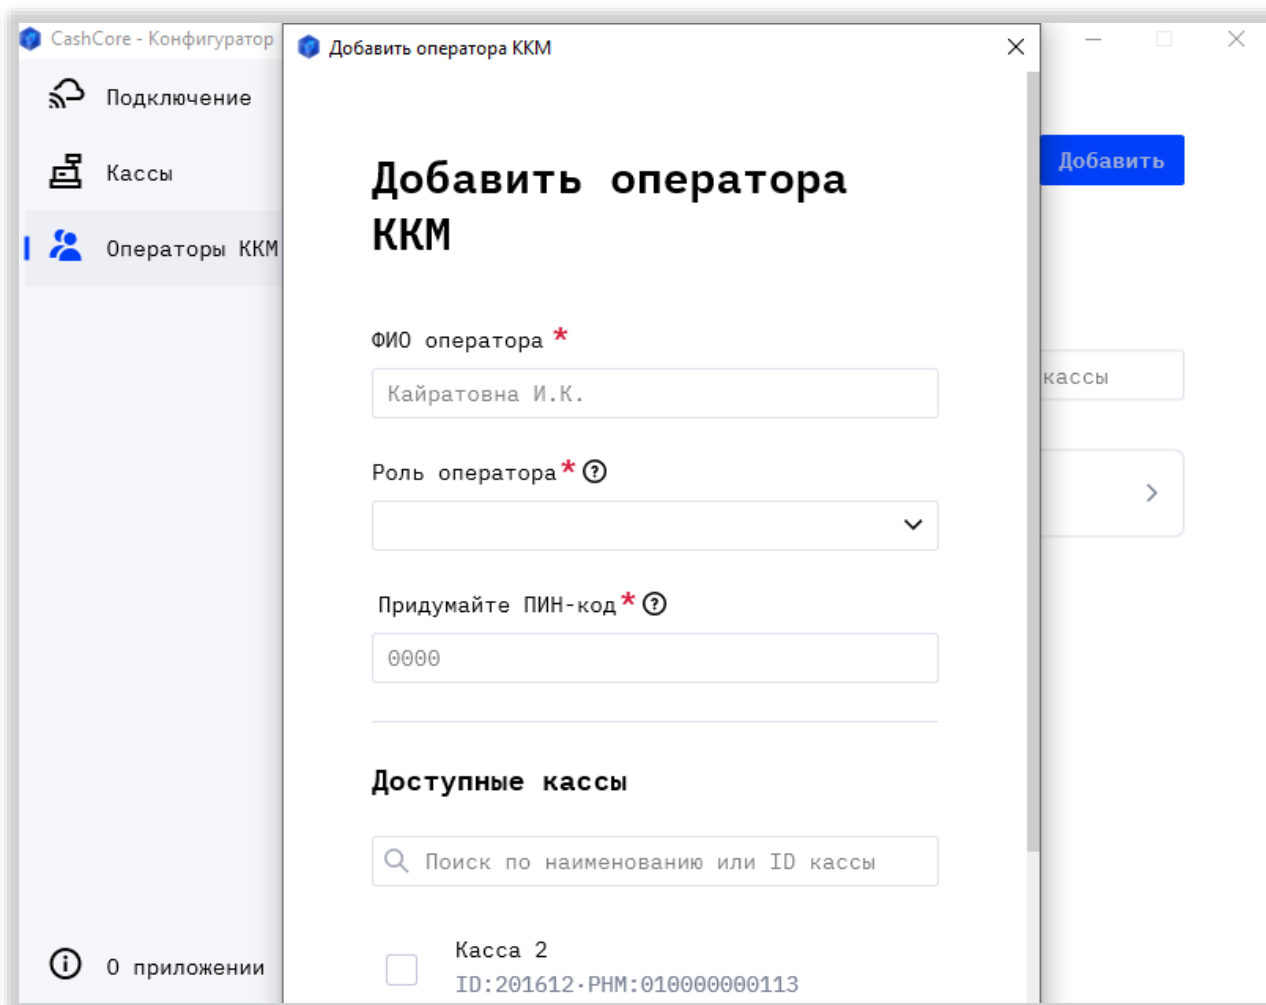 CashCore - Конфигуратор
Подключение
Кассы
Операторы ККМ
О приложении
Добавить оператора ККМ
Добавить оператора
ККМ
ФИО оператора *
Кайратовна И.К.
Роль оператора*
Придумайте ПИН-код*
0000
Доступные кассы
Поиск по наименованию или ID кассы
Касса 2
ID:201612·РНМ:010000000113
Добавить
кассы